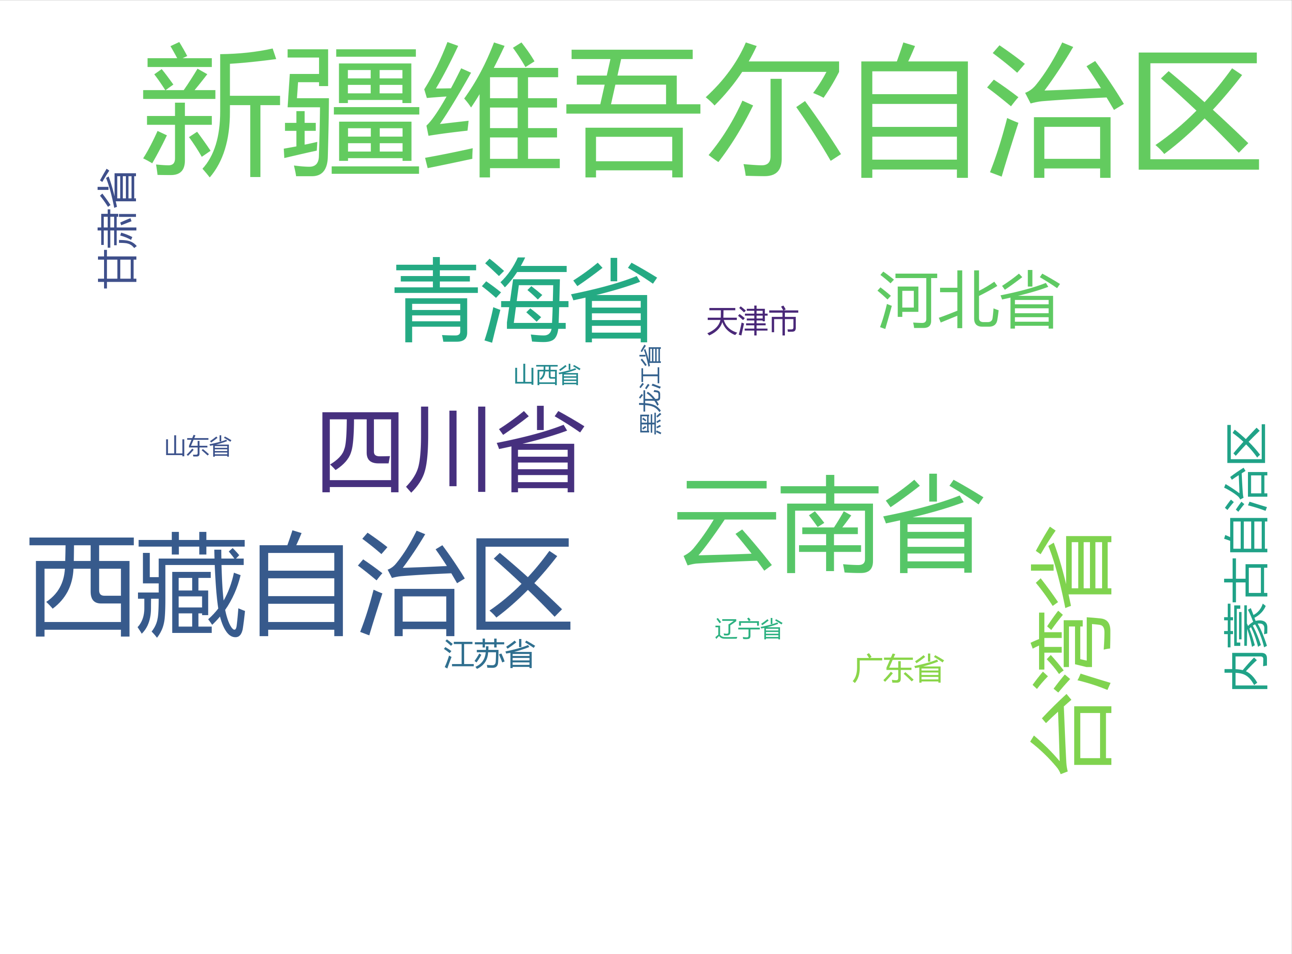 新疆维吾尔自治区
甘肃省
青海省
天津市
河北省
山西省
黑龙江省
四川省
山东省
云南省
内蒙古自治区
西藏自治区
台湾省
江苏省
辽宁省
广东省